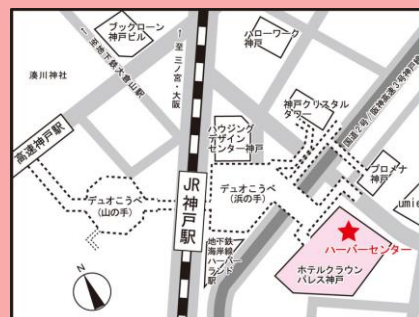 ブックローン
神戸ビル
↑至地下鉄大倉山駅
↑至三ノ宮・大阪
ハローワーク
神戸
湊川神社
高速神戸駅
神戸クリスタル
タワー
国道2号/阪神高速3号神戸線
ハウジング
デザイン
センター神戸
プロメナ
神戸
umie
デュオこうべ
(山の手)
JR神戸駅
デュオこうべ
(浜の手)
地下鉄
海岸線
ハーバー
ランド
駅
ハーバーセンター
ホテルクラウン
パレス神戸
N